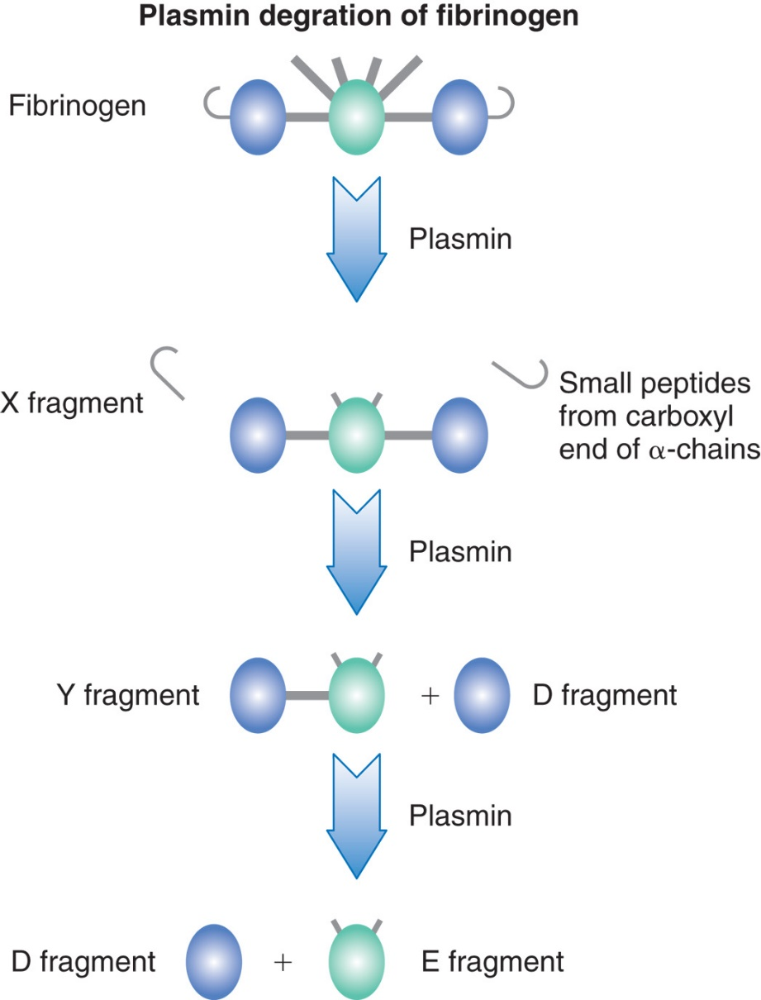 Plasmin degration of fibrinogen
Fibrinogen
Plasmin
X fragment
Small peptides
from carboxyl
end of α-chains
Plasmin
Y fragment
+
D fragment
Plasmin
D fragment
+
E fragment